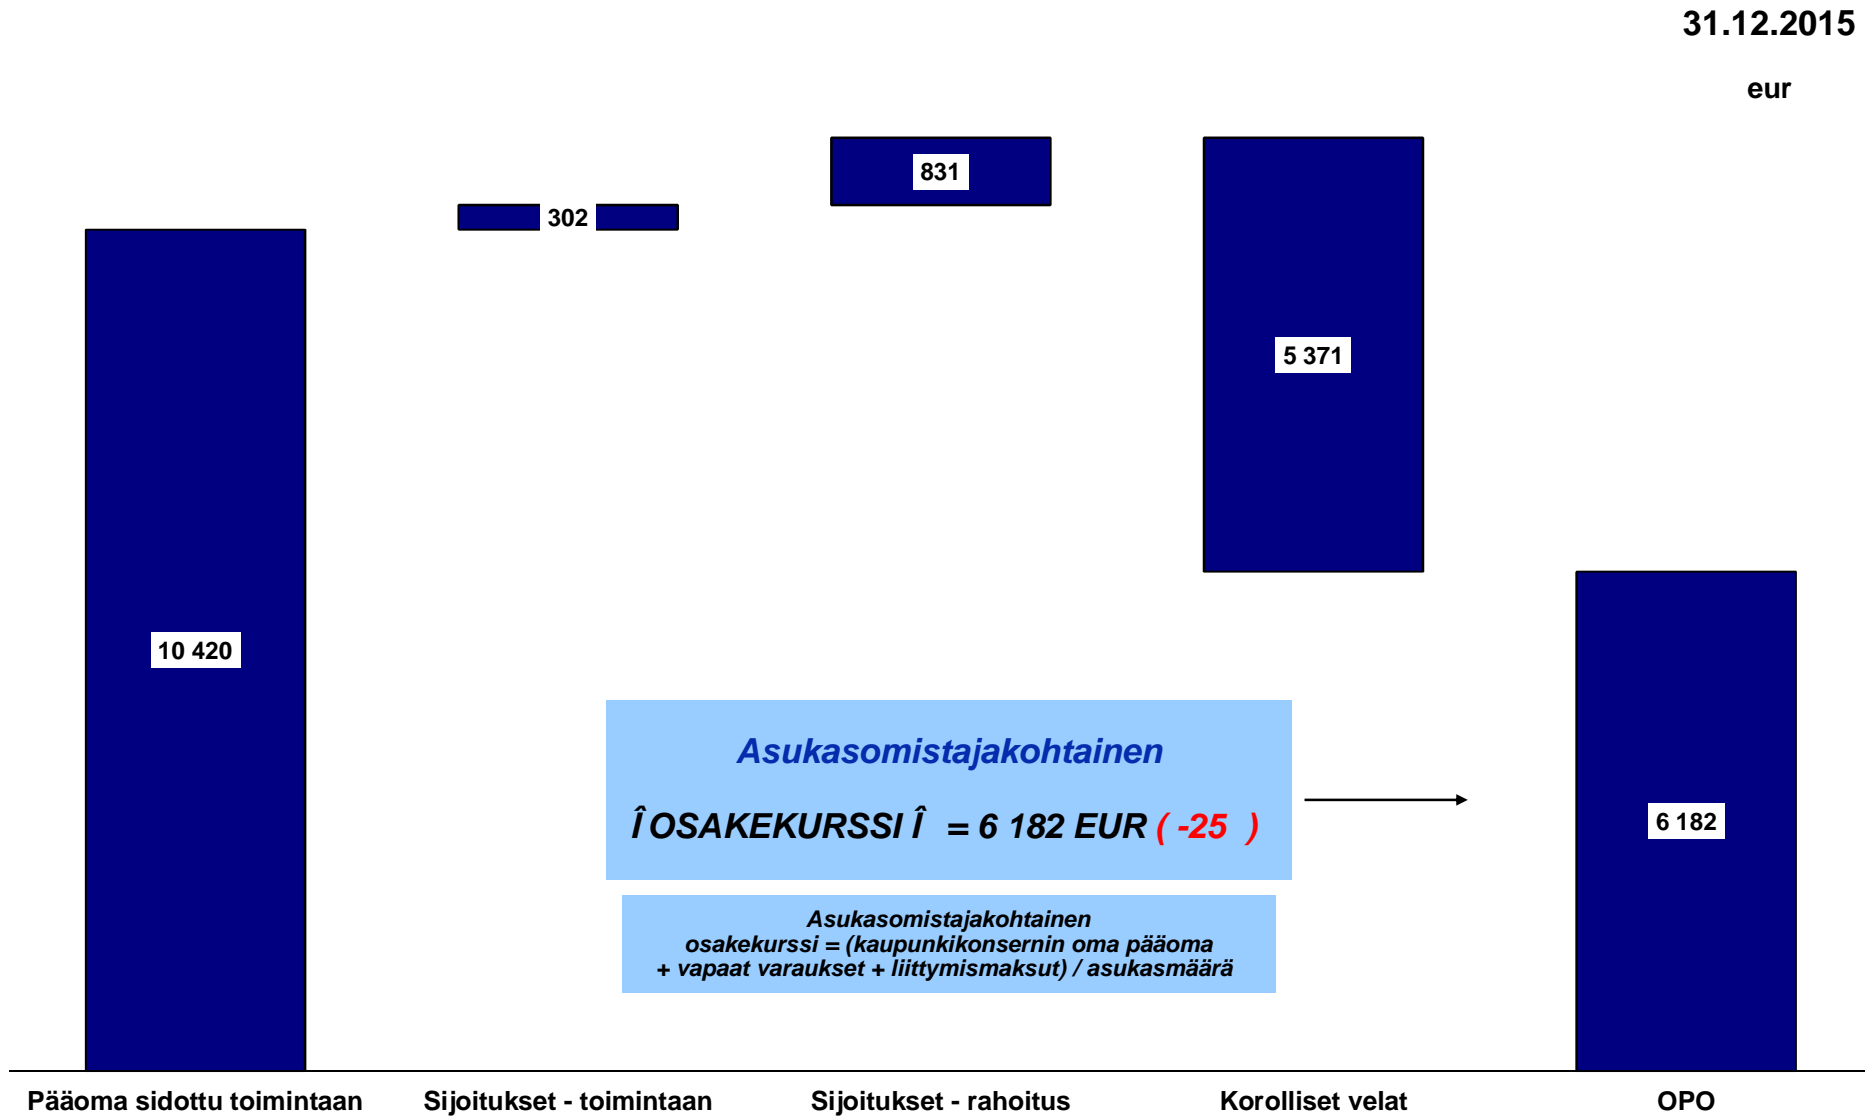 31.12.2015
eur
831
302
5 371
10 420
Asukasomistajakohtainen
Î OSAKEKURSSI Î = 6 182 EUR ( -25 )
6 182
Asukasomistajakohtainen
osakekurssi = (kaupunkikonsernin oma pääoma
+ vapaat varaukset + liittymismaksut) / asukasmäärä
Pääoma sidottu toimintaan Sijoitukset - toimintaan Sijoitukset - rahoitus Korolliset velat OPO